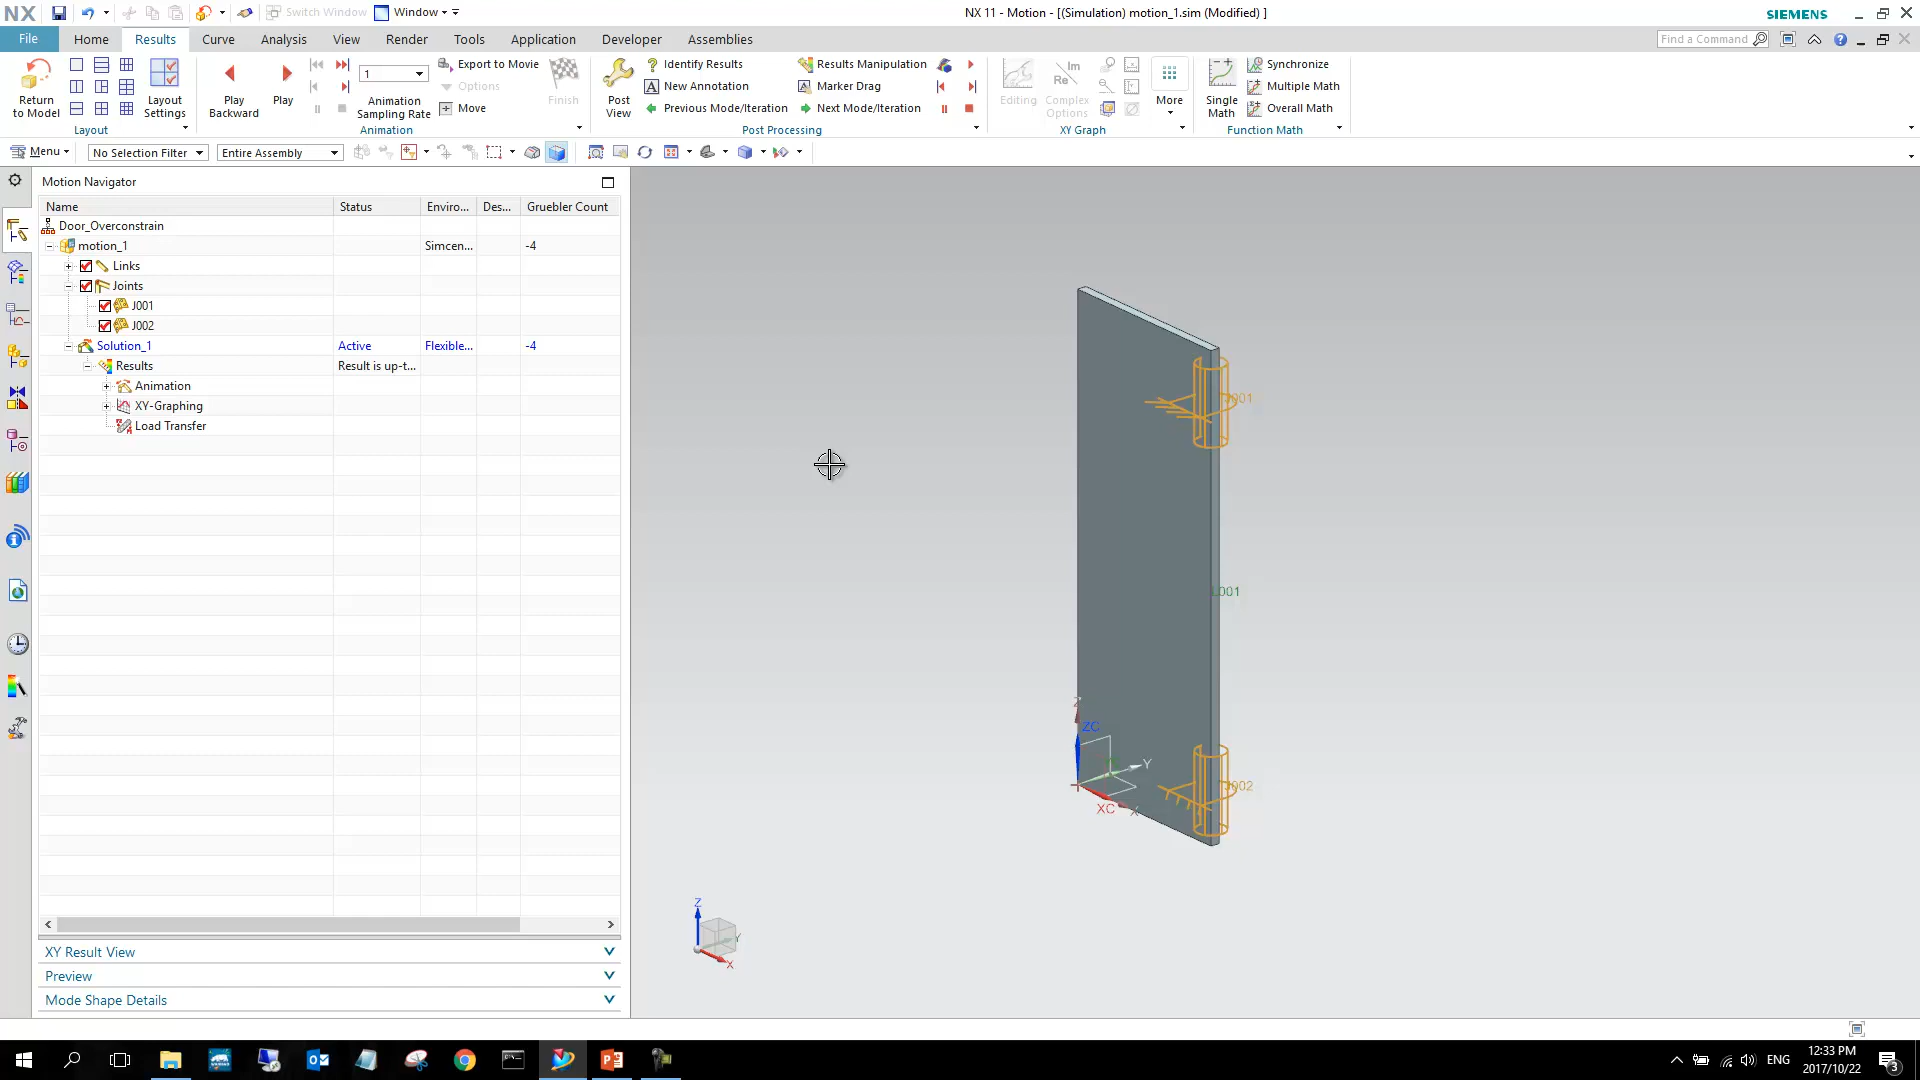 NX
Switch Window
Window
NX 11 - Motion - [(Simulation) motion_1.sim (Modified) ]
SIEMENS
File
Home
Results
Curve
Analysis
View
Render
Tools
Application
Developer
Assemblies
Find a Command
Return
to Model
Layout
Settings
Layout
Play
Backward
Play
1
Animation
Sampling Rate
Export to Movie
Options
Move
Finish
Animation
Post
View
Identify Results
New Annotation
Previous Mode/Iteration
Results Manipulation
Marker Drag
Next Mode/Iteration
Post Processing
Editing
Complex
Options
More
XY Graph
Single
Math
Synchronize
Multiple Math
Overall Math
Function Math
Menu
No Selection Filter
Entire Assembly
Motion Navigator
Name Status Enviro... Des... Gruebler Count
Door_Overconstrain
motion_1 Simcen... -4
Links
Joints
J001
J002
Solution_1 Active Flexible... -4
Results Result is up-t...
Animation
XY-Graphing
Load Transfer
XY Result View
Preview
Mode Shape Details
J001
L001
J002
Z
ZC
Y
XC
X
Z
Y
X
ENG
12:33 PM
2017/10/22
3